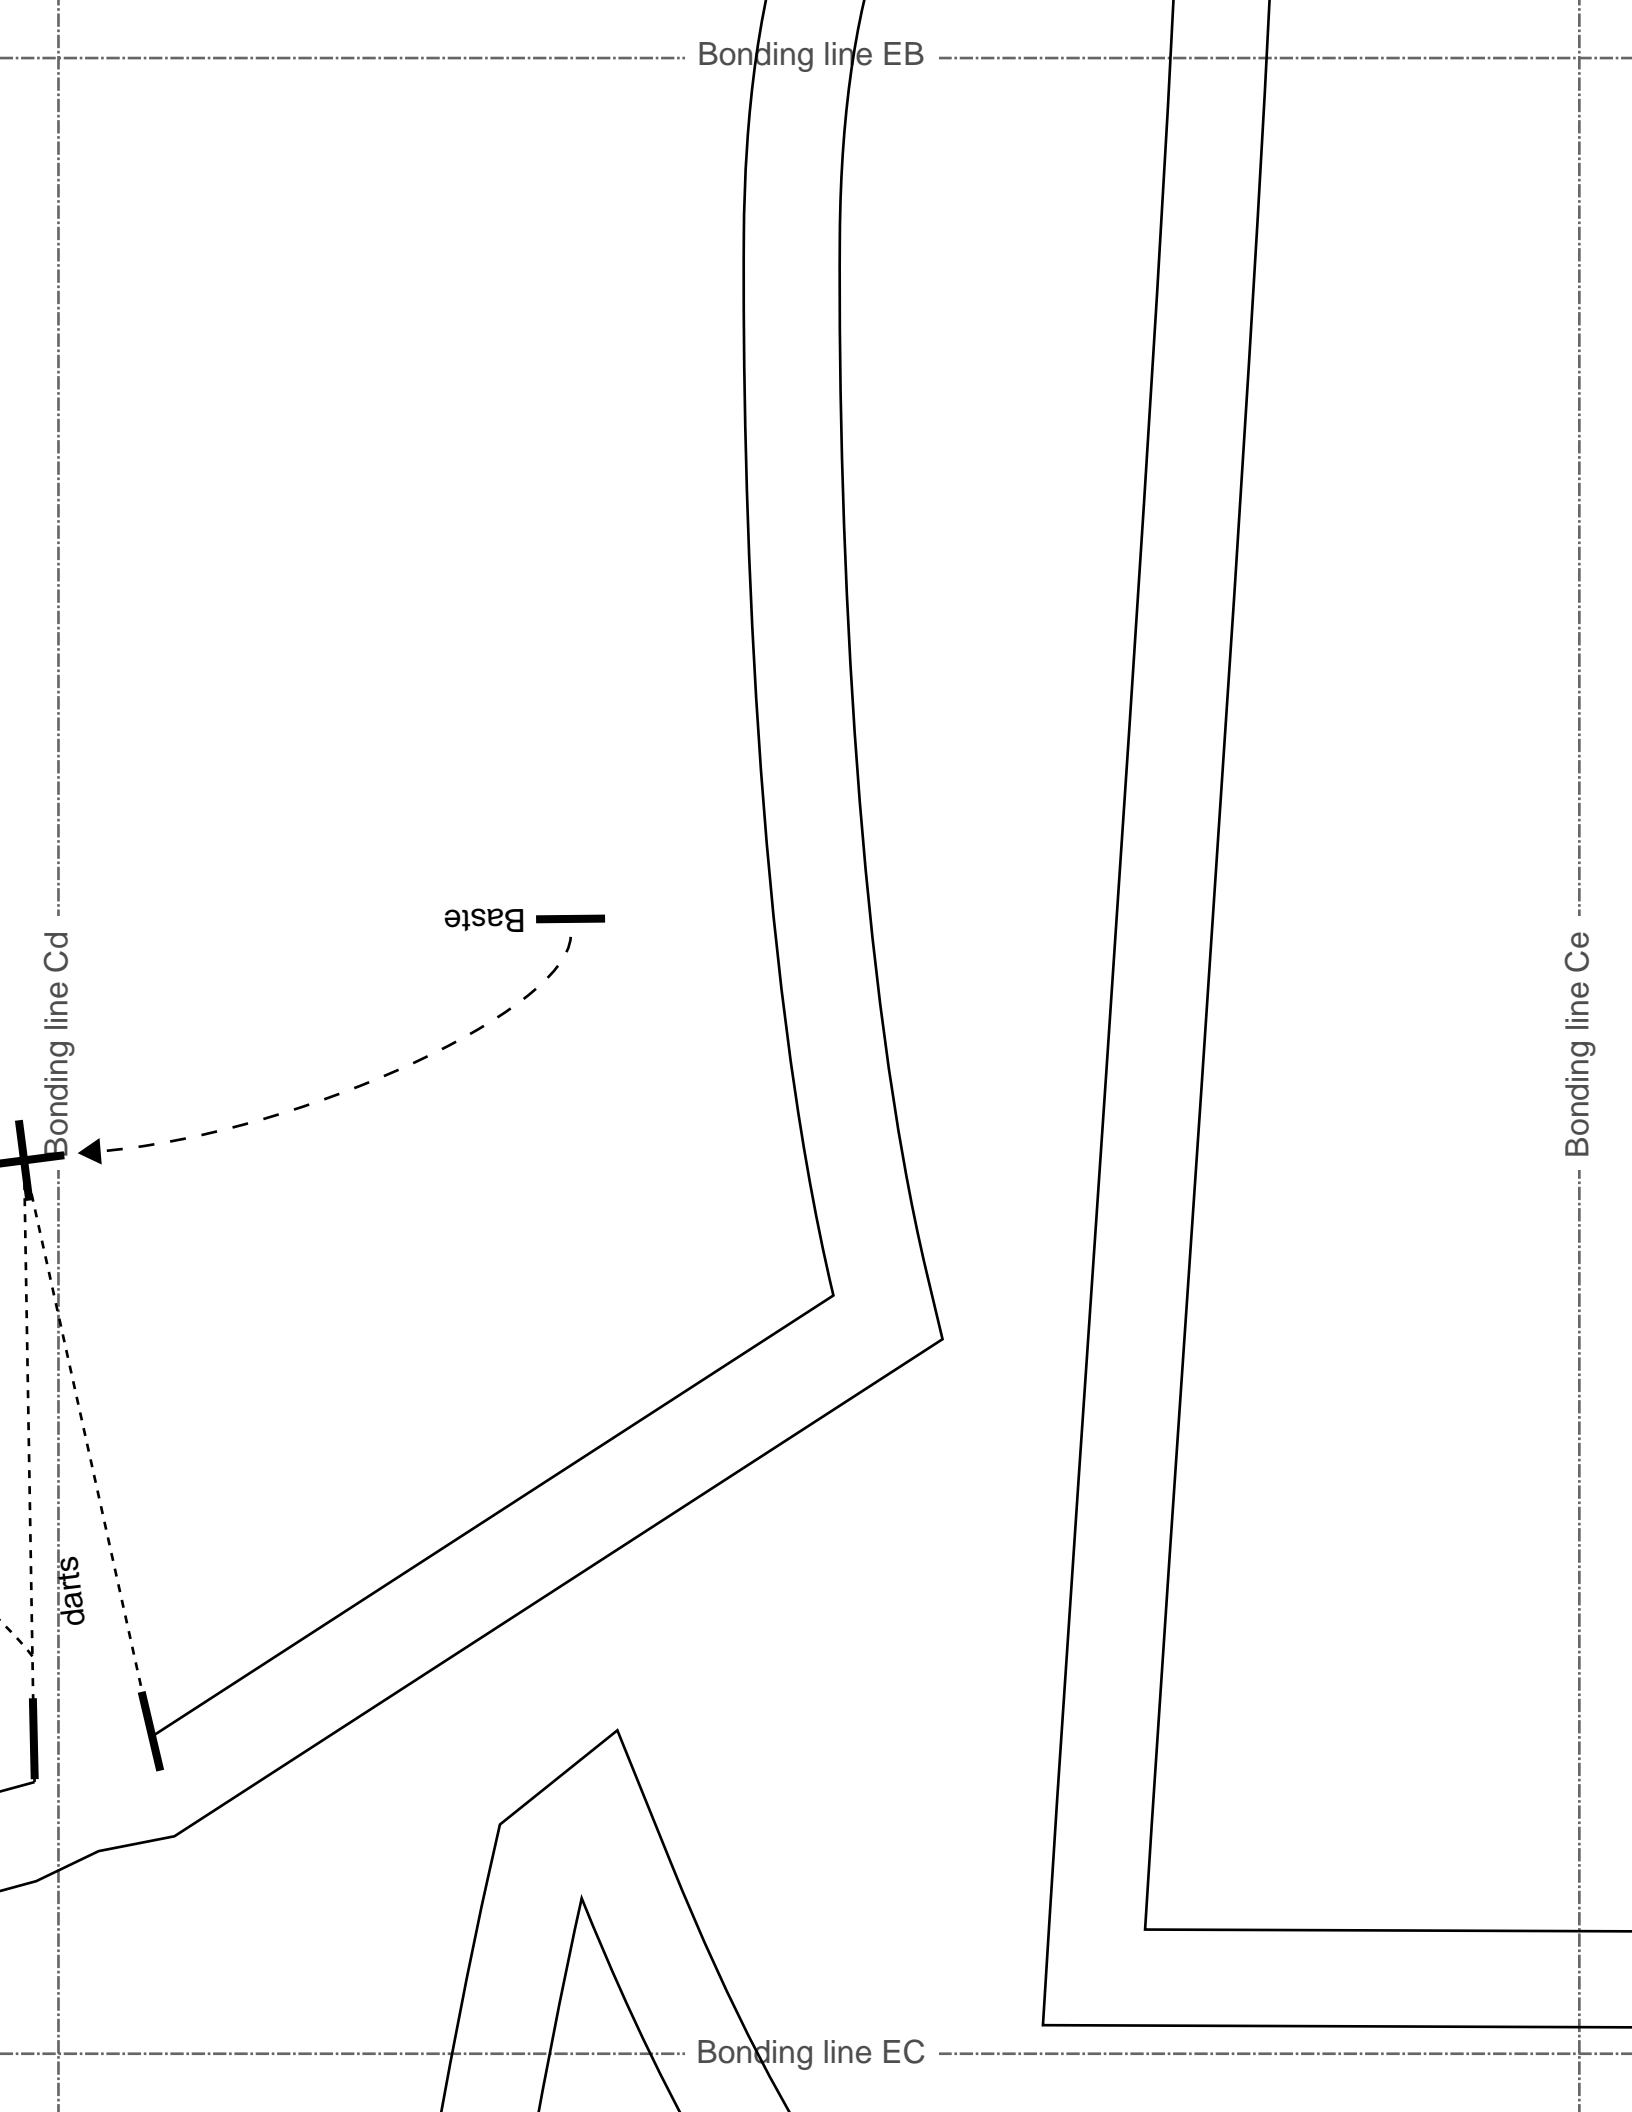 Bonding line EB
Baste
Bonding line Cd
Bonding line Ce
darts
Bonding line EC